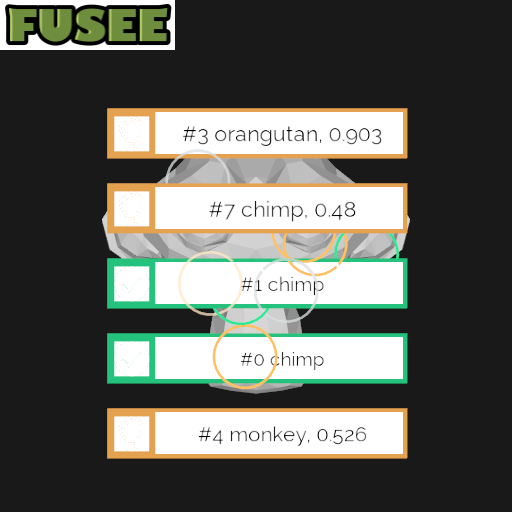 FUSEE
#3 orangutan, 0.903
#7 chimp, 0.48
#1 chimp
#0 chimp
#4 monkey, 0.526